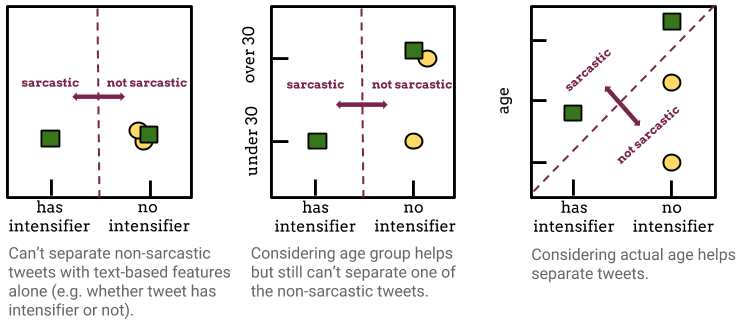 sarcastic
not sarcastic
has
intensifier
no
intensifier
Can't separate non-sarcastic
tweets with text-based features
alone (e.g. whether tweet has
intensifier or not).
over 30
under 30
sarcastic
not sarcastic
has
intensifier
no
intensifier
Considering age group helps
but still can't separate one of
the non-sarcastic tweets.
age
sarcastic
not sarcastic
has
intensifier
no
intensifier
Considering actual age helps
separate tweets.